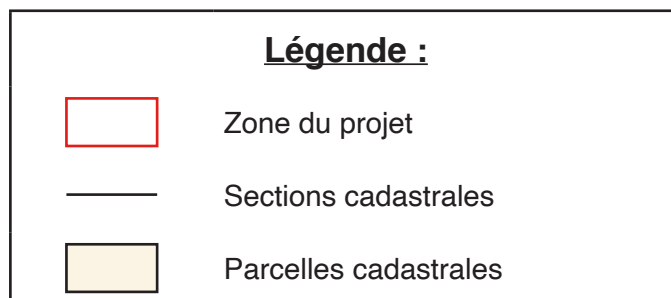 Légende :
Zone du projet
Sections cadastrales
Parcelles cadastrales